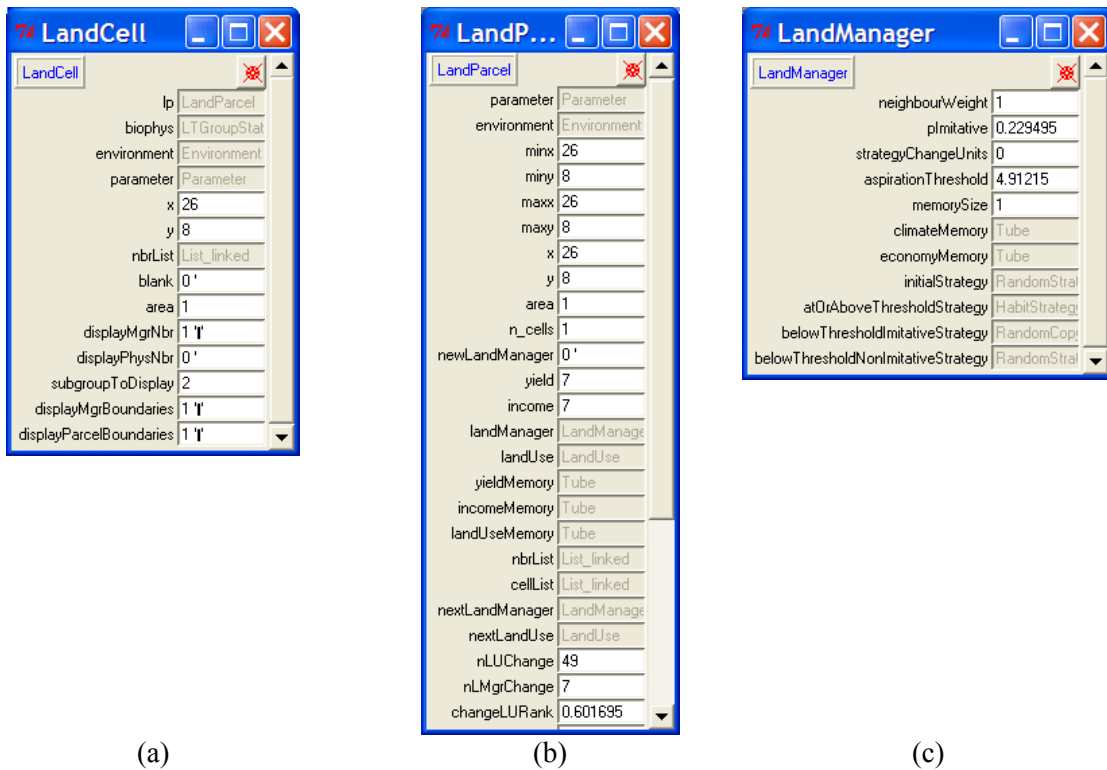 LandCell
LandCell
lp LandParcel
biophys LTGroupStat
environment Environment
parameter Parameter
x 26
y 8
nbrList List_linked
blank 0 '
area 1
displayMgrNbr 1 '
displayPhysNbr 0 '
subgroupToDisplay 2
displayMgrBoundaries 1 '
displayParcelBoundaries 1 '
(a)
LandP...
LandParcel
parameter Parameter
environment Environment
minx 26
miny 8
maxx 26
maxy 8
x 26
y 8
area 1
n_cells 1
newLandManager 0 '
yield 7
income 7
landManager LandManage
landUse LandUse
yieldMemory Tube
incomeMemory Tube
landUseMemory Tube
nbrList List_linked
cellList List_linked
nextLandManager LandManage
nextLandUse LandUse
nLUChange 49
nLMgrChange 7
changeLURank 0.601695
(b)
LandManager
LandManager
neighbourWeight 1
pImitative 0.229495
strategyChangeUnits 0
aspirationThreshold 4.91215
memorySize 1
climateMemory Tube
economyMemory Tube
initialStrategy RandomStrat
atOrAboveThresholdStrategy HabitStrategy
belowThresholdImitativeStrategy RandomCopy
belowThresholdNonImitativeStrategy RandomStrat
(c)